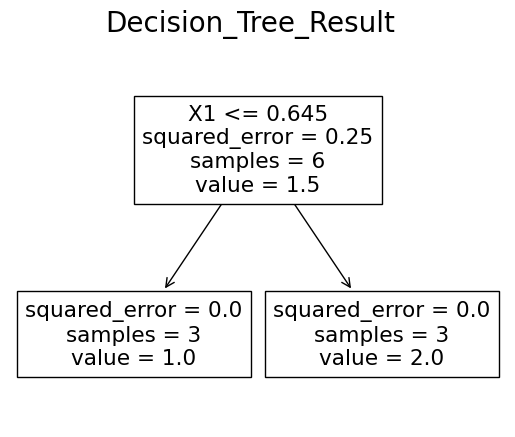 Decision_Tree_Result
X1 <= 0.645
squared_error = 0.25
samples = 6
value = 1.5
squared_error = 0.0
samples = 3
value = 1.0
squared_error = 0.0
samples = 3
value = 2.0